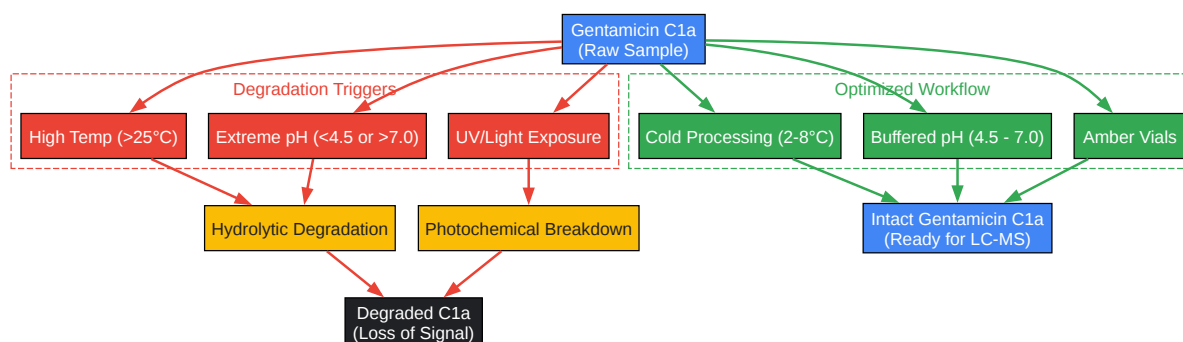 Gentamicin C1a
(Raw Sample)
Degradation Triggers
Optimized Workflow
High Temp (>25°C)
Extreme pH (<4.5 or >7.0)
UV/Light Exposure
Cold Processing (2-8°C)
Buffered pH (4.5 - 7.0)
Amber Vials
Hydrolytic Degradation
Photochemical Breakdown
Intact Gentamicin C1a
(Ready for LC-MS)
Degraded C1a
(Loss of Signal)